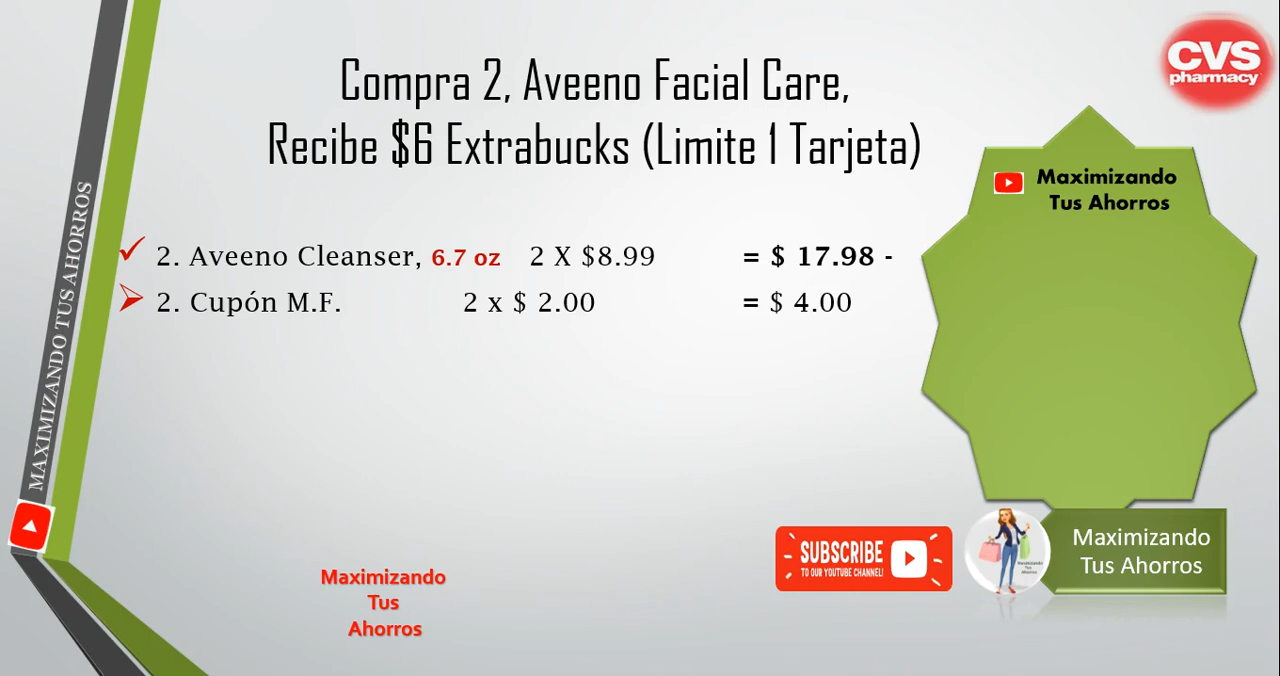 CVS
pharmacy
Compra 2, Aveeno Facial Care,
Recibe $6 Extrabucks (Limite 1 Tarjeta)
Maximizando
Tus Ahorros
MAXIMIZANDO TUS AHORROS
2. Aveeno Cleanser, 6.7 oz 2 X $8.99 = $ 17.98 -
2. Cupón M.F. 2 x $ 2.00 = $ 4.00
SUBSCRIBE
TO OUR YOUTUBE CHANNEL!
Maximizando
Tus Ahorros
Maximizando
Tus
Ahorros